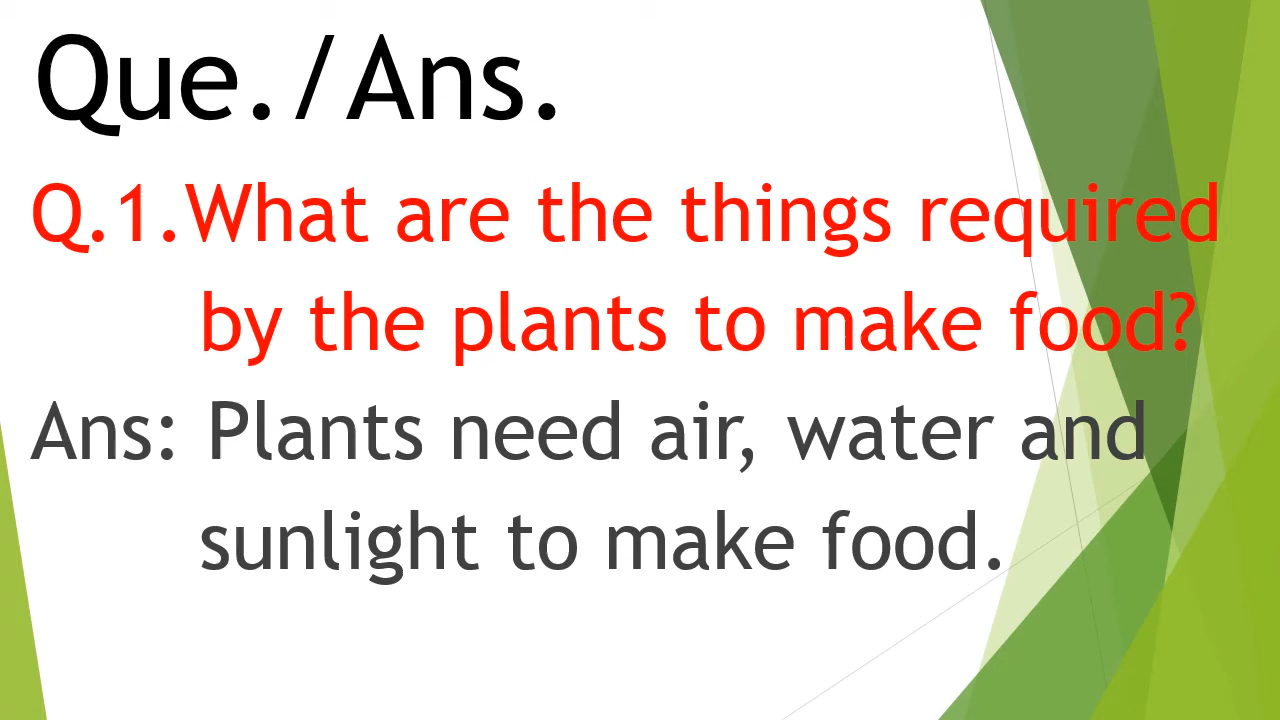 Que./Ans.
Q.1.What are the things required
by the plants to make food?
Ans: Plants need air, water and
sunlight to make food.